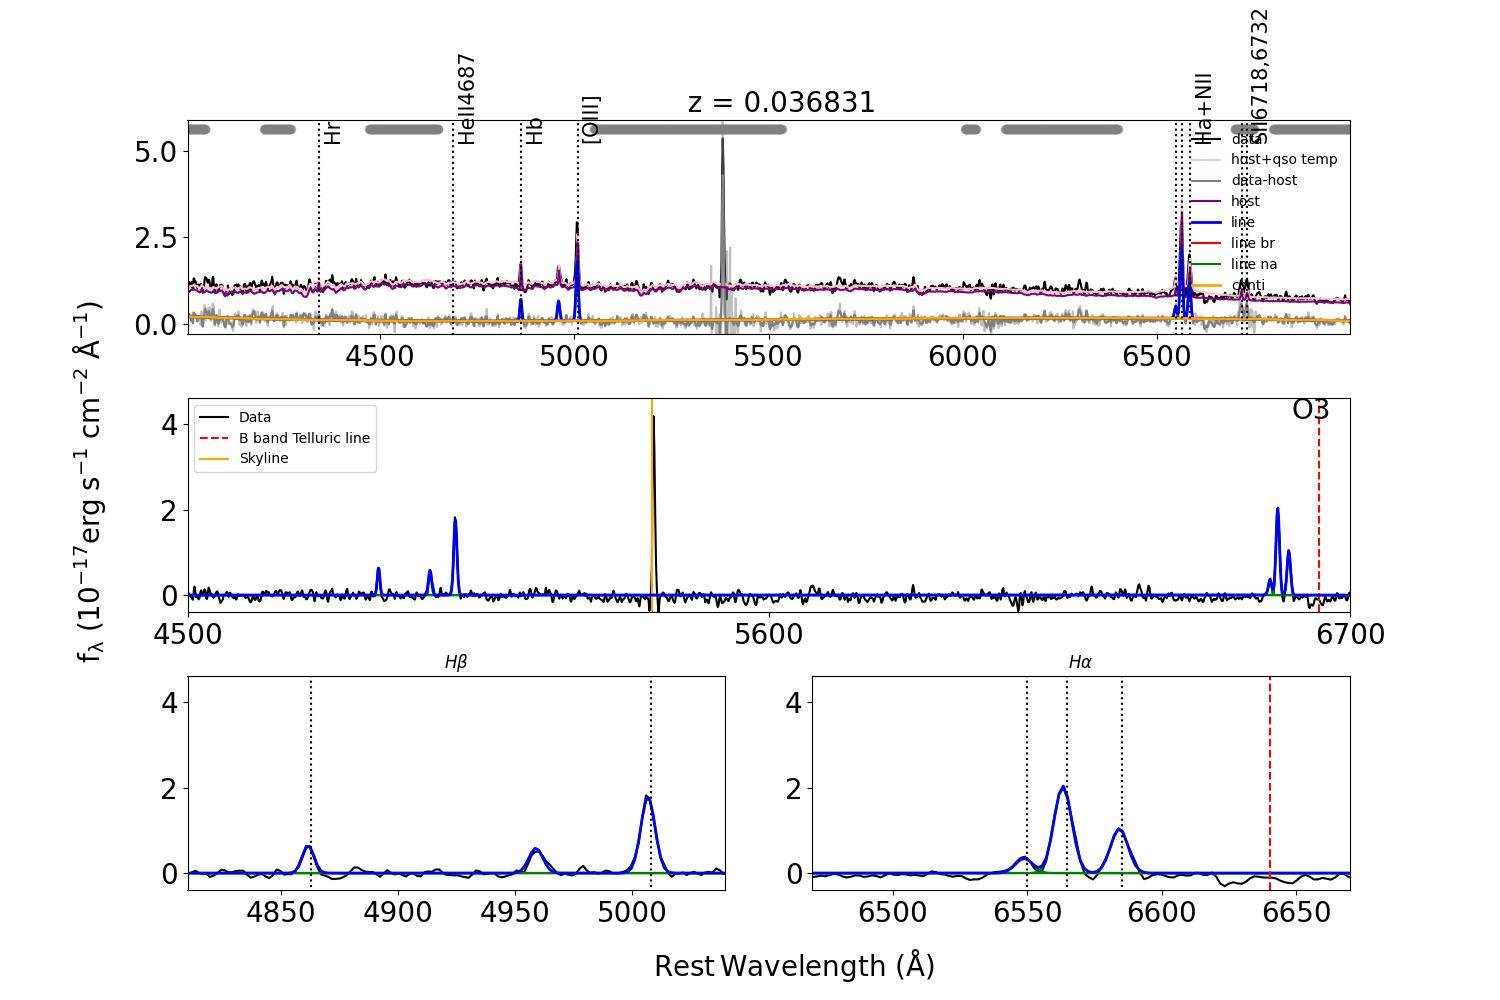 z = 0.036831
Hr
HeII4687
Hb
[OIII]
Ha+NII
SII6718,6732
data
host+qso temp
data-host
host
line
line br
line na
conti
5.0
2.5
0.0
4500
5000
5500
6000
6500
f_λ (10⁻¹⁷erg s⁻¹ cm⁻² Å⁻¹)
Data
B band Telluric line
Skyline
O3
4
2
0
4500
5600
6700
Hβ
4
2
0
4850
4900
4950
5000
Hα
4
2
0
6500
6550
6600
6650
Rest Wavelength (Å)